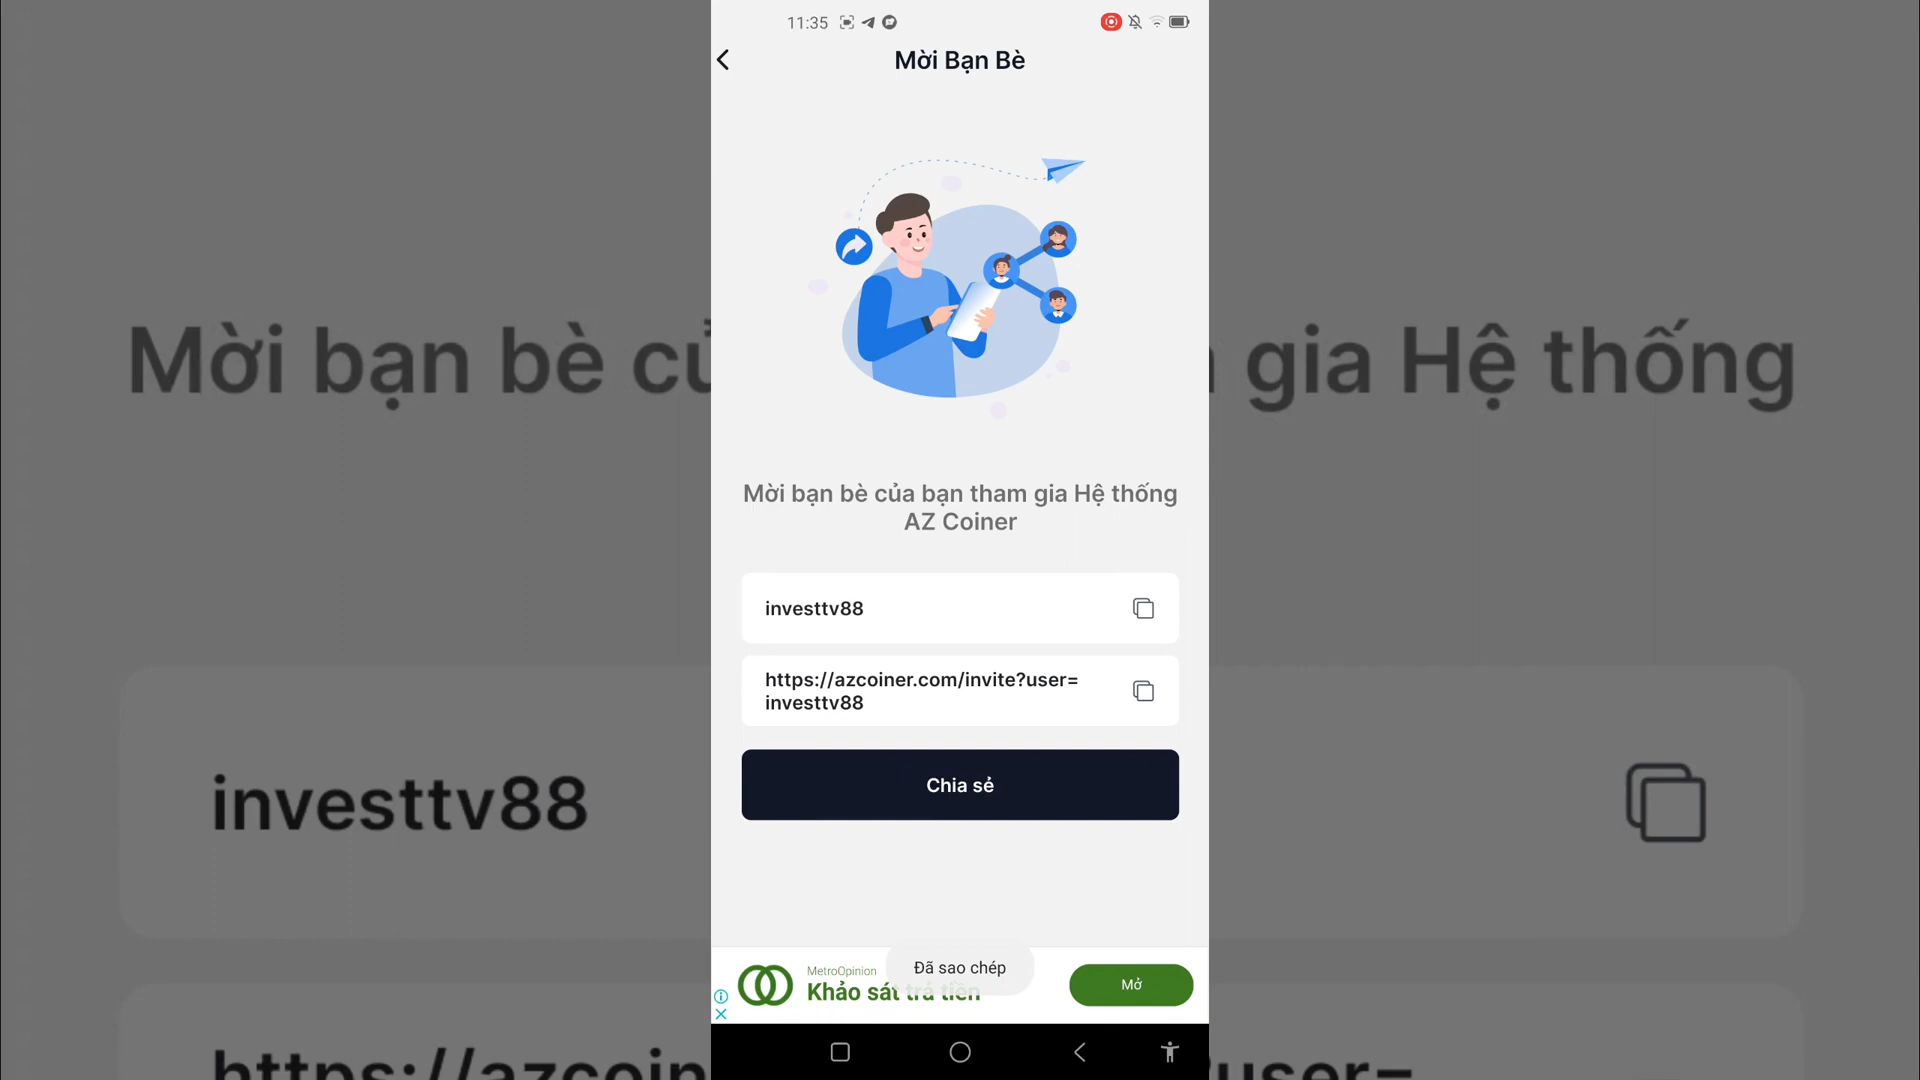 11:35
Mời Bạn Bè
Mời bạn bè của bạn tham gia Hệ thống
AZ Coiner
investtv88
https://azcoiner.com/invite?user=
investtv88
Chia sẻ
MetroOpinion
Khảo sát trả tiền
Đã sao chép
Mở
Mời bạn bè
gia Hệ thống
investtv88